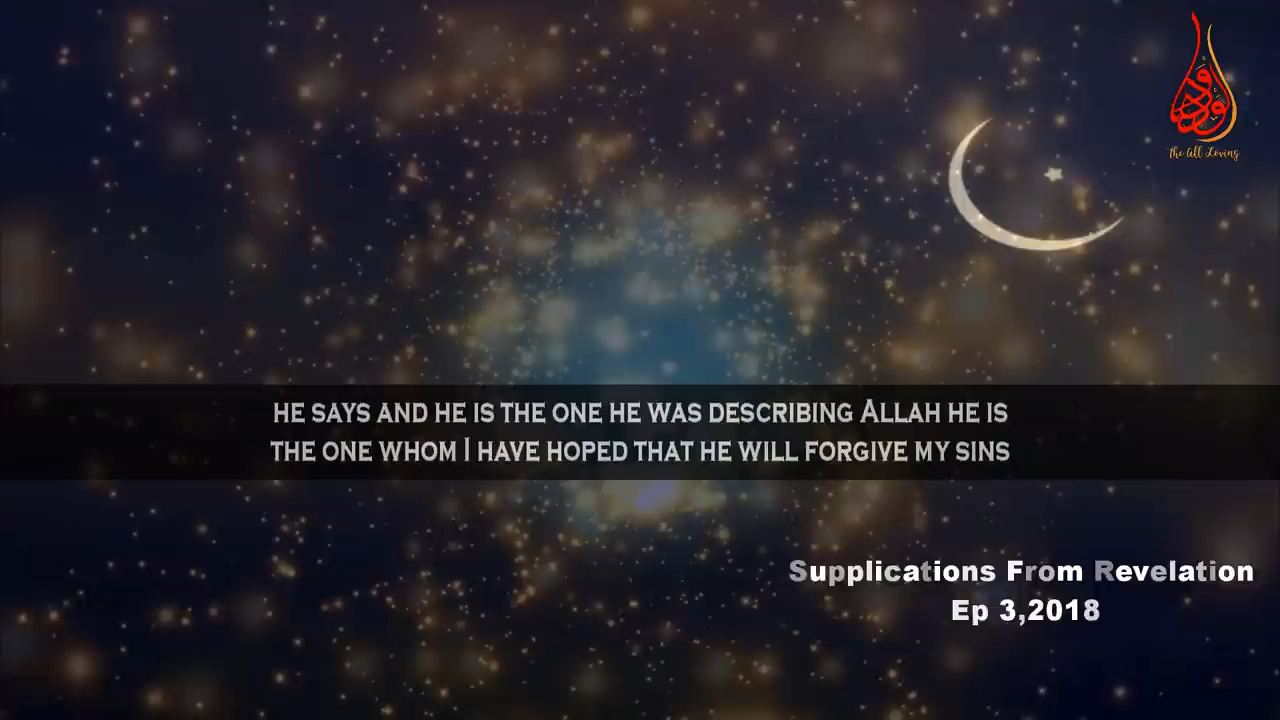 ودود
The All Loving
HE SAYS AND HE IS THE ONE HE WAS DESCRIBING ALLAH HE IS
THE ONE WHOM I HAVE HOPED THAT HE WILL FORGIVE MY SINS
Supplications From Revelation
Ep 3,2018